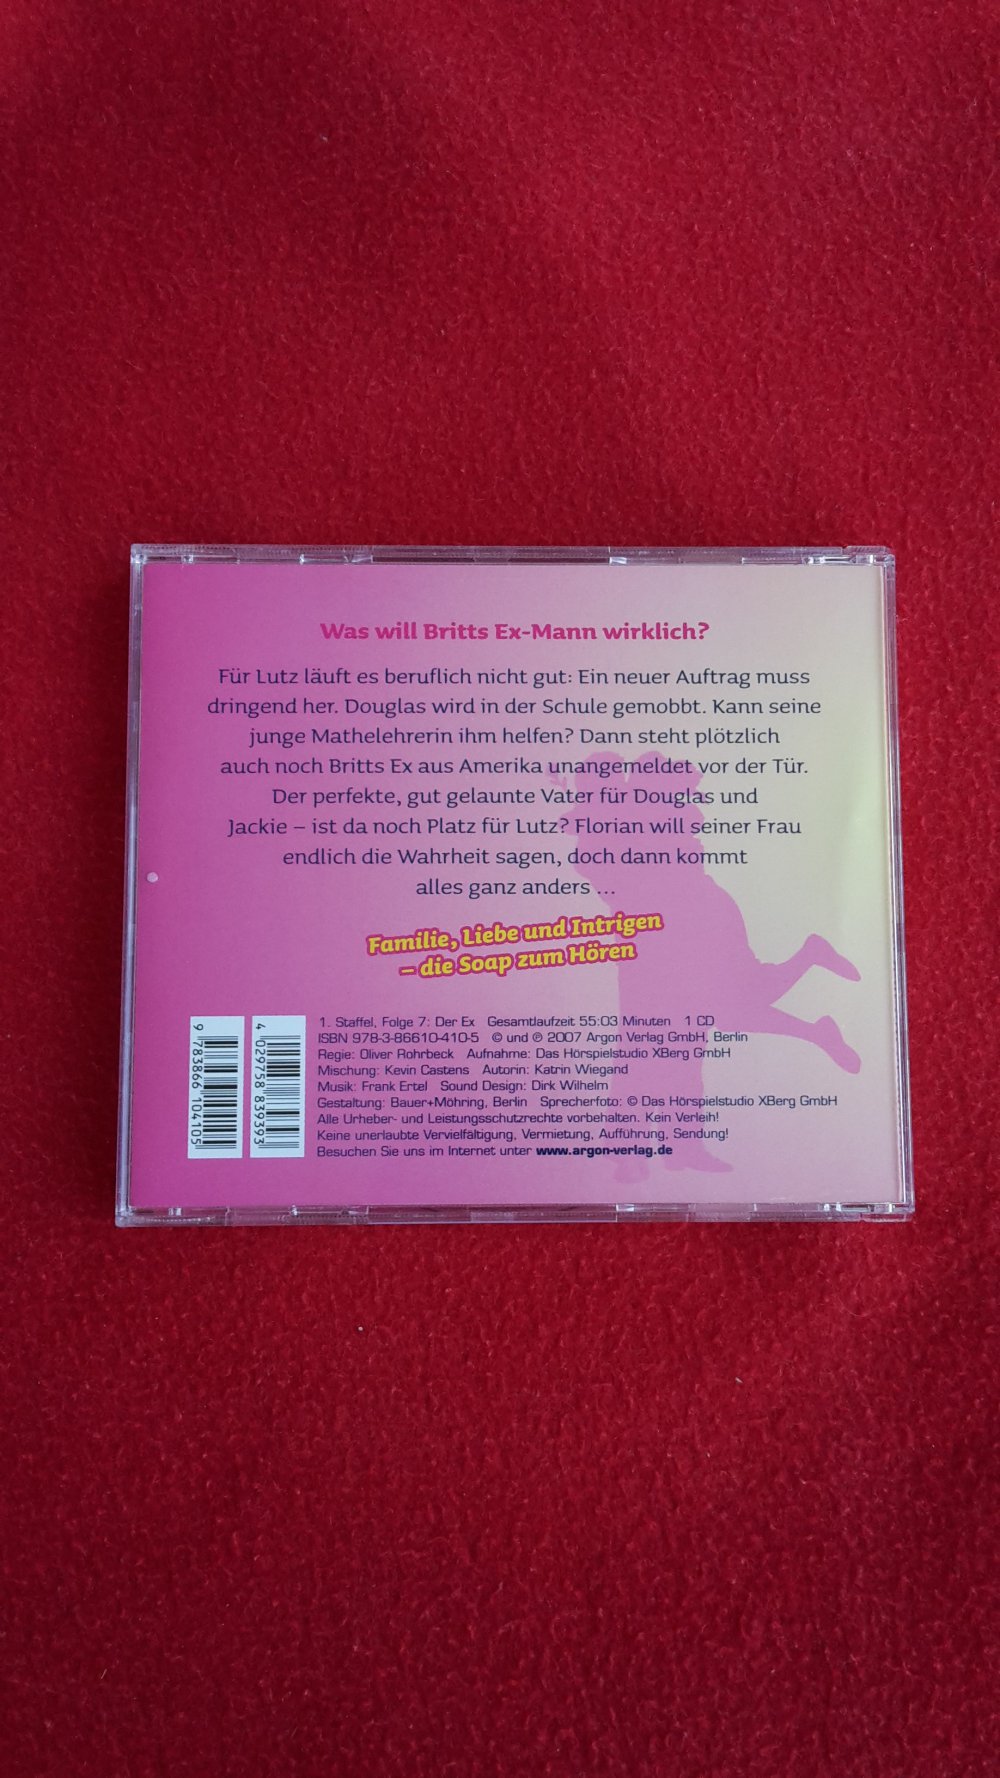 Was will Britts Ex-Mann wirklich?
Für Lutz läuft es beruflich nicht gut: Ein neuer Auftrag muss
dringend her. Douglas wird in der Schule gemobbt. Kann seine
junge Mathelehrerin ihm helfen? Dann steht plötzlich
auch noch Britts Ex aus Amerika unangemeldet vor der Tür.
Der perfekte, gut gelaunte Vater für Douglas und
Jackie – ist da noch Platz für Lutz? Florian will seiner Frau
endlich die Wahrheit sagen, doch dann kommt
alles ganz anders ...
Familie, Liebe und Intrigen
– die Soap zum Hören
9 783866 104105
4 029758 839393
1. Staffel, Folge 7: Der Ex Gesamtlaufzeit 55:03 Minuten 1 CD
ISBN 978-3-86610-410-5 © und ℗ 2007 Argon Verlag GmbH, Berlin
Regie: Oliver Rohrbeck Aufnahme: Das Hörspielstudio XBerg GmbH
Mischung: Kevin Castens Autorin: Katrin Wiegand
Musik: Frank Ertel Sound Design: Dirk Wilhelm
Gestaltung: Bauer+Möhring, Berlin Sprecherfoto: © Das Hörspielstudio XBerg GmbH
Alle Urheber- und Leistungsschutzrechte vorbehalten. Kein Verleih!
Keine unerlaubte Vervielfältigung, Vermietung, Aufführung, Sendung!
Besuchen Sie uns im Internet unter www.argon-verlag.de